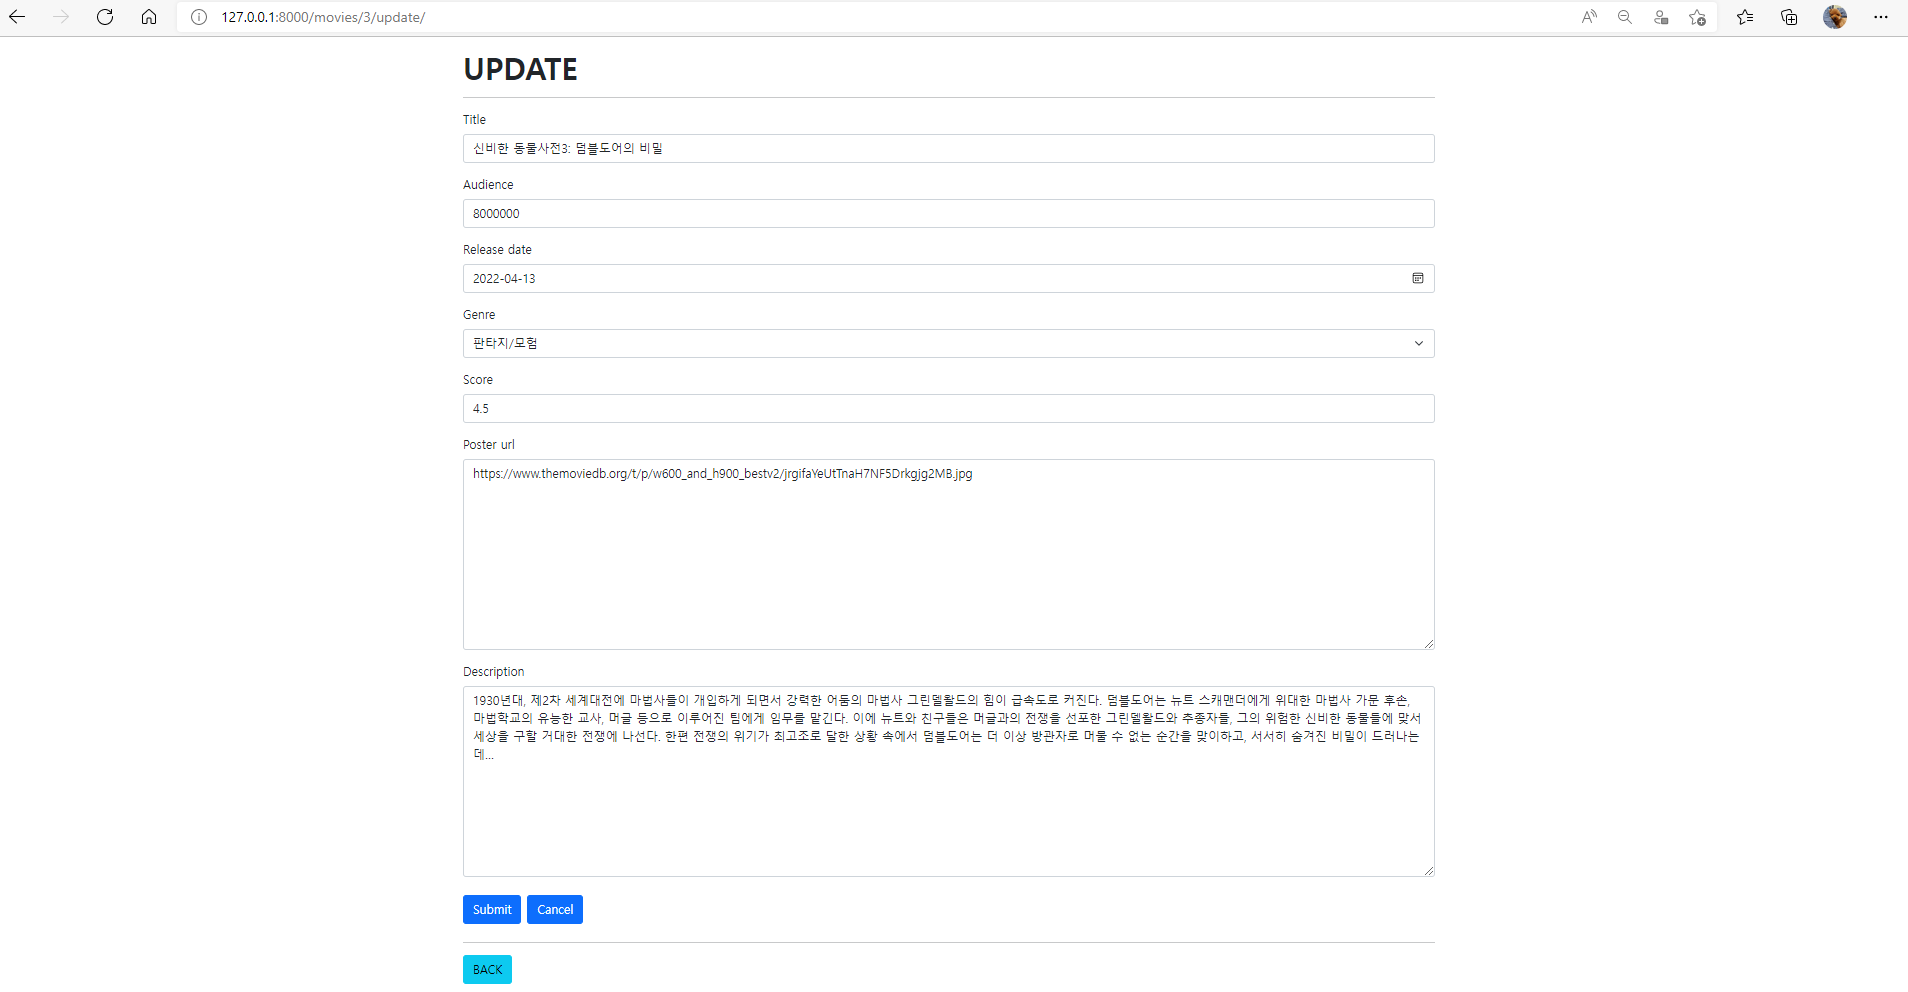 127.0.0.1:8000/movies/3/update/
UPDATE
Title
신비한 동물사전3: 덤블도어의 비밀
Audience
8000000
Release date
2022-04-13
Genre
판타지/모험
Score
4.5
Poster url
https://www.themoviedb.org/t/p/w600_and_h900_bestv2/jrgifaYeUtTnaH7NF5Drkgjg2MB.jpg
Description
1930년대, 제2차 세계대전에 마법사들이 개입하게 되면서 강력한 어둠의 마법사 그린델왈드의 힘이 급속도로 커진다. 덤블도어는 뉴트 스캐맨더에게 위대한 마법사 가문 후손,
마법학교의 유능한 교사, 머글 등으로 이루어진 팀에게 임무를 맡긴다. 이에 뉴트와 친구들은 머글과의 전쟁을 선포한 그린델왈드와 추종자들, 그의 위험한 신비한 동물들에 맞서
세상을 구할 거대한 전쟁에 나선다. 한편 전쟁의 위기가 최고조로 달한 상황 속에서 덤블도어는 더 이상 방관자로 머물 수 없는 순간을 맞이하고, 서서히 숨겨진 비밀이 드러나는
데...
Submit Cancel
BACK